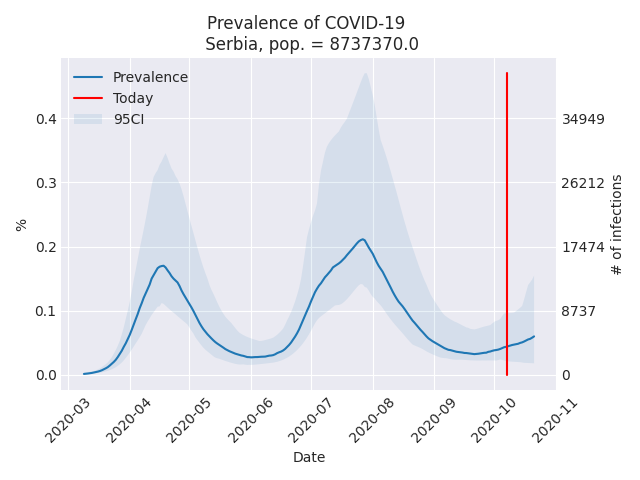 Prevalence of COVID-19
Serbia, pop. = 8737370.0
Prevalence
Today
95CI
0.4
0.3
0.2
0.1
0.0
%
34949
26212
17474
8737
0
# of infections
2020-03
2020-04
2020-05
2020-06
2020-07
2020-08
2020-09
2020-10
2020-11
Date